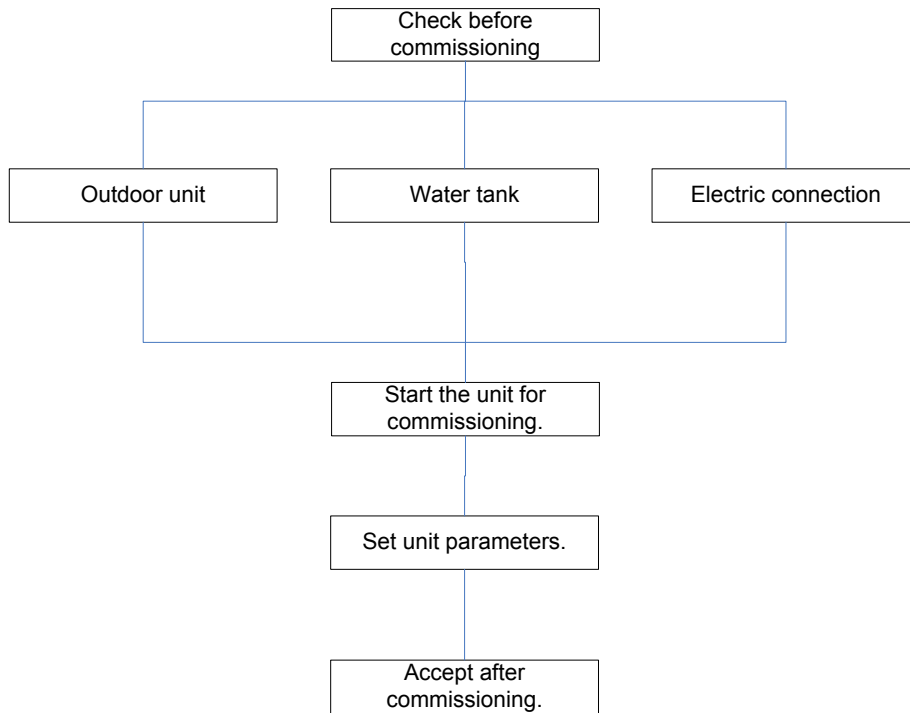 Check before
commissioning
Outdoor unit
Water tank
Electric connection
Start the unit for
commissioning.
Set unit parameters.
Accept after
commissioning.